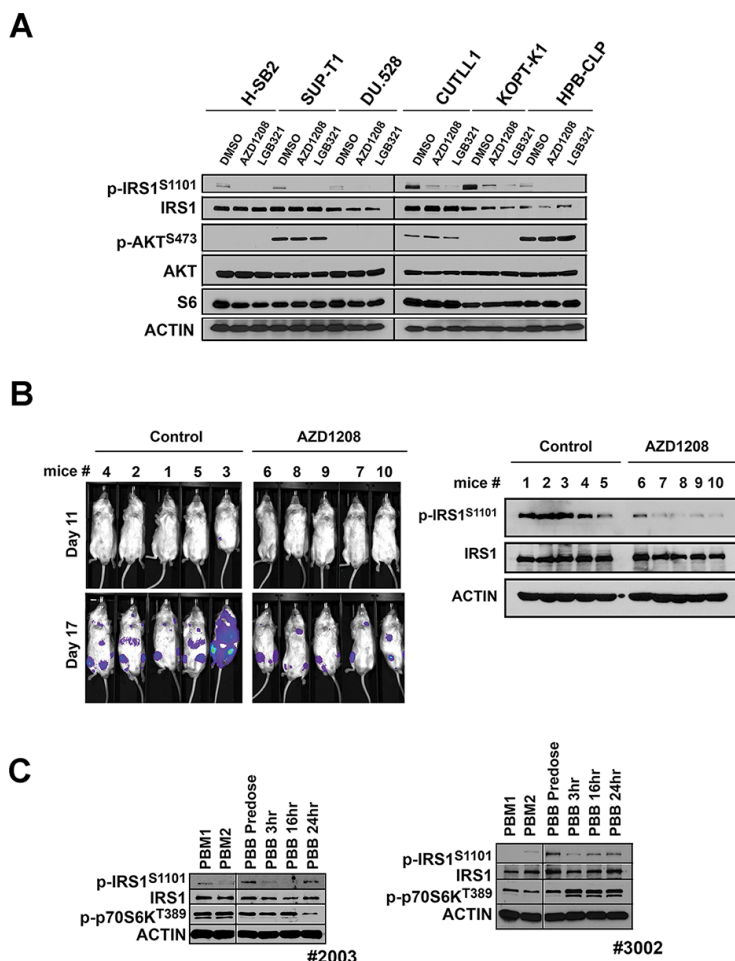 A
H-SB2 SUP-T1 DU.528 CUTLL1 KOPT-K1 HPB-CLP
DMSO AZD1208 LGB321 DMSO AZD1208 LGB321 DMSO AZD1208 LGB321 DMSO AZD1208 LGB321 DMSO AZD1208 LGB321 DMSO AZD1208 LGB321
p-IRS1S1101
IRS1
p-AKTS473
AKT
S6
ACTIN
B
Control AZD1208
mice # 4 2 1 5 3 6 8 9 7 10
Day 11
Day 17
Control AZD1208
mice # 1 2 3 4 5 6 7 8 9 10
p-IRS1S1101
IRS1
ACTIN
C
PBM1 PBM2 PBB Predose PBB 3hr PBB 16hr PBB 24hr
p-IRS1S1101
IRS1
p-p70S6KT389
ACTIN
#2003
PBM1 PBM2 PBB Predose PBB 3hr PBB 16hr PBB 24hr
p-IRS1S1101
IRS1
p-p70S6KT389
ACTIN
#3002